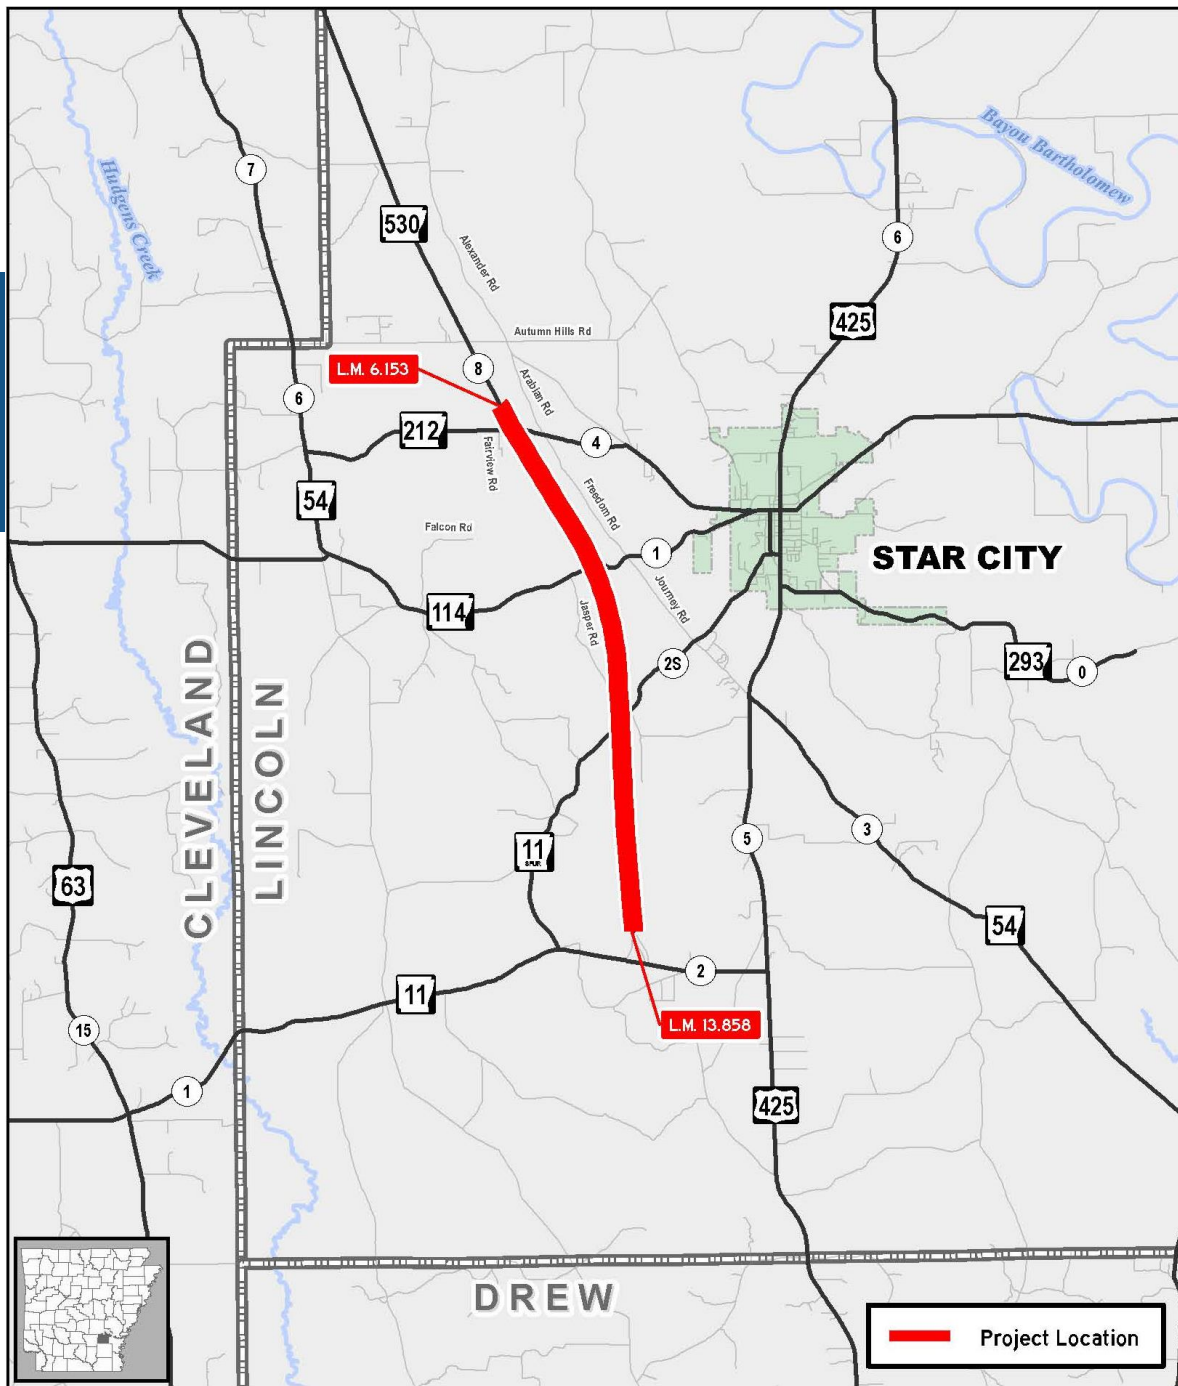 Hudgens Creek
Bayou Bartholomew
7
530
6
Alexander Rd
425
Autumn Hills Rd
L.M. 6.153
8
Arabian Rd
6
212
4
Fairview Rd
54
Freedom Rd
Falcon Rd
1
STAR CITY
Journey Rd
114
Jasper Rd
2S
293
0
CLEVELAND
LINCOLN
5
3
11
SPUR
63
54
2
11
L.M. 13.858
15
1
425
DREW
Project Location